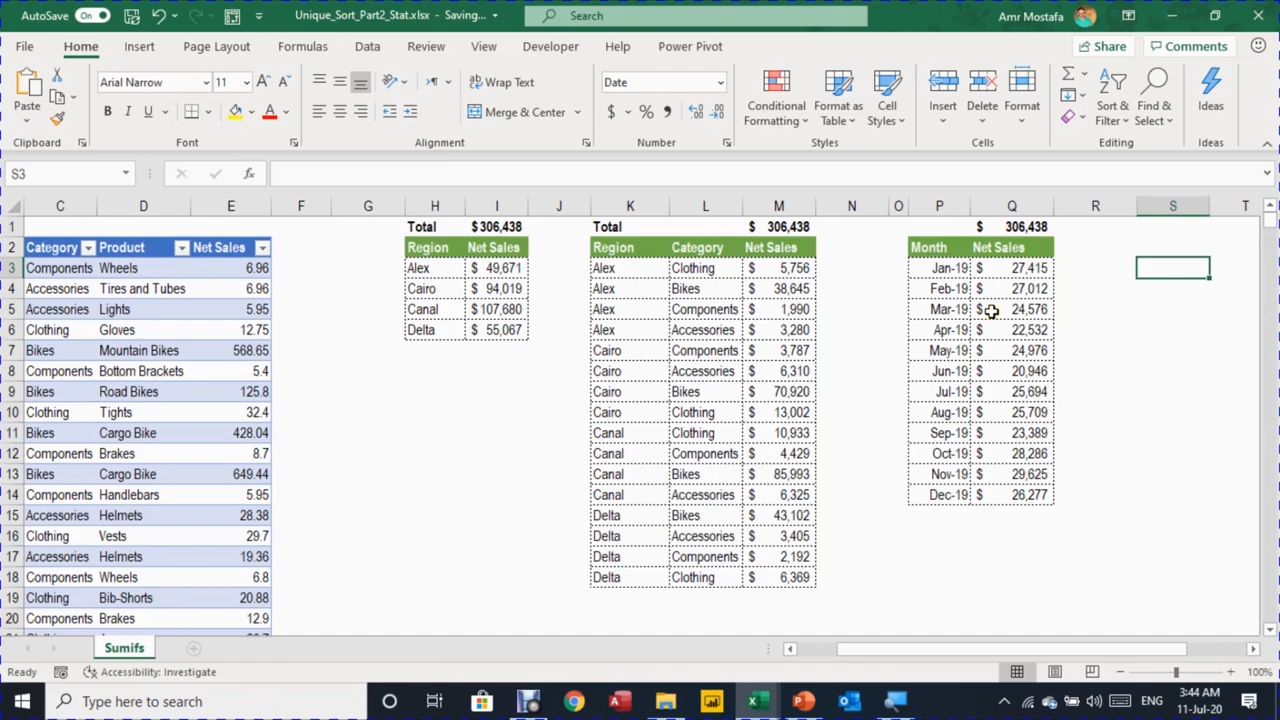 AutoSave On Unique_Sort_Part2_Stat.xlsx - Saving... Search Amr Mostafa
File Home Insert Page Layout Formulas Data Review View Developer Help Power Pivot Share Comments
Paste Arial Narrow 11 Wrap Text Date Conditional Formatting Format as Table Cell Styles Insert Delete Format Sort & Filter Find & Select Ideas
B I U A Merge & Center $ %
Clipboard Font Alignment Number Styles Cells Editing Ideas
S3 fx
C D E F G H I J K L M N O P Q R S T
1 Total $ 306,438 Total $ 306,438 $ 306,438
2 Category Product Net Sales Region Net Sales Region Category Net Sales Month Net Sales
3 Components Wheels 6.96 Alex $ 49,671 Alex Clothing $ 5,756 Jan-19 $ 27,415
4 Accessories Tires and Tubes 6.96 Cairo $ 94,019 Alex Bikes $ 38,645 Feb-19 $ 27,012
5 Accessories Lights 5.95 Canal $ 107,680 Alex Components $ 1,990 Mar-19 $ 24,576
6 Clothing Gloves 12.75 Delta $ 55,067 Alex Accessories $ 3,280 Apr-19 $ 22,532
7 Bikes Mountain Bikes 568.65 Cairo Components $ 3,787 May-19 $ 24,976
8 Components Bottom Brackets 5.4 Cairo Accessories $ 6,310 Jun-19 $ 20,946
9 Bikes Road Bikes 125.8 Cairo Bikes $ 70,920 Jul-19 $ 25,694
10 Clothing Tights 32.4 Cairo Clothing $ 13,002 Aug-19 $ 25,709
11 Bikes Cargo Bike 428.04 Canal Clothing $ 10,933 Sep-19 $ 23,389
12 Components Brakes 8.7 Canal Components $ 4,429 Oct-19 $ 28,286
13 Bikes Cargo Bike 649.44 Canal Bikes $ 85,993 Nov-19 $ 29,625
14 Components Handlebars 5.95 Canal Accessories $ 6,325 Dec-19 $ 26,277
15 Accessories Helmets 28.38 Delta Bikes $ 43,102
16 Clothing Vests 29.7 Delta Accessories $ 3,405
17 Accessories Helmets 19.36 Delta Components $ 2,192
18 Components Wheels 6.8 Delta Clothing $ 6,369
19 Clothing Bib-Shorts 20.88
20 Components Brakes 12.9
Sumifs
Ready Accessibility: Investigate 100%
Type here to search ENG 3:44 AM
11-Jul-20